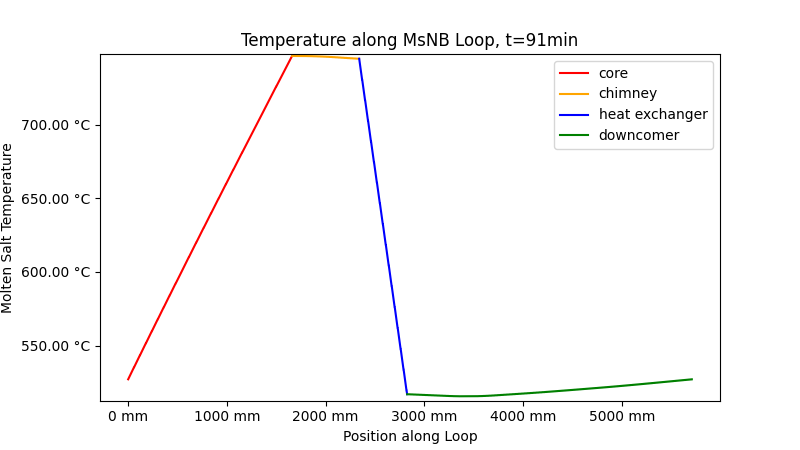 Temperature along MsNB Loop, t=91min
core
chimney
heat exchanger
downcomer
Molten Salt Temperature
700.00 °C
650.00 °C
600.00 °C
550.00 °C
0 mm
1000 mm
2000 mm
3000 mm
4000 mm
5000 mm
Position along Loop